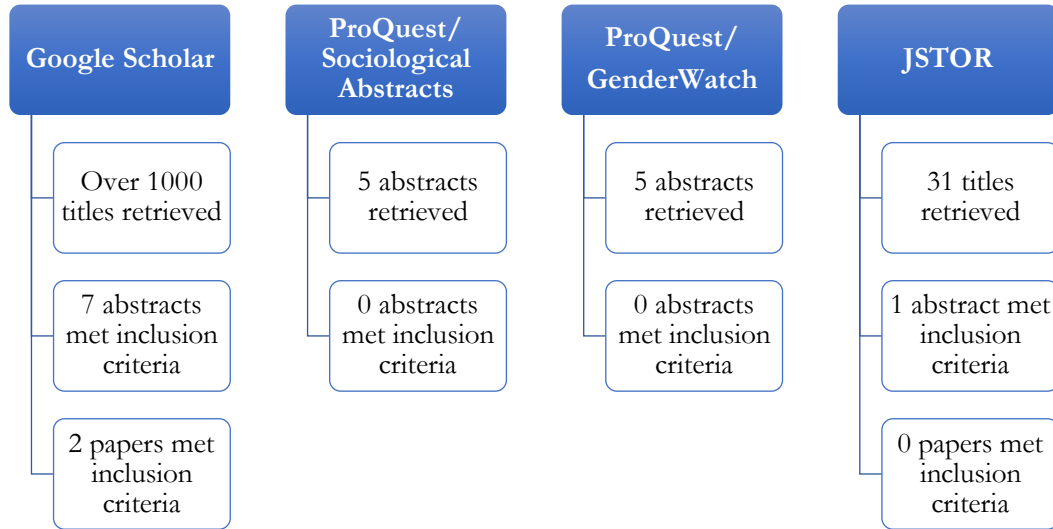 Google Scholar
Over 1000
titles retrieved
7 abstracts
met inclusion
criteria
2 papers met
inclusion
criteria
ProQuest/
Sociological
Abstracts
5 abstracts
retrieved
0 abstracts
met inclusion
criteria
ProQuest/
GenderWatch
5 abstracts
retrieved
0 abstracts
met inclusion
criteria
JSTOR
31 titles
retrieved
1 abstract met
inclusion
criteria
0 papers met
inclusion
criteria